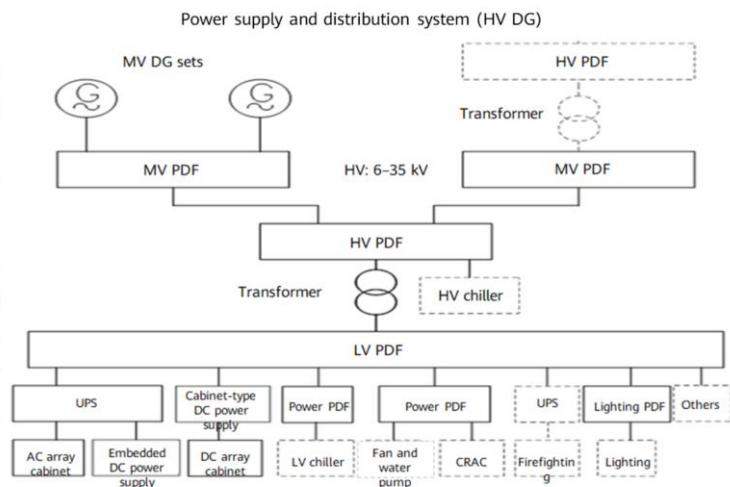 Power supply and distribution system (HV DG)
MV DG sets
HV PDF
G
G
Transformer
MV PDF
HV: 6–35 kV
MV PDF
HV PDF
Transformer
HV chiller
LV PDF
UPS
Cabinet-type
DC power
supply
Power PDF
Power PDF
UPS
Lighting PDF
Others
AC array
cabinet
Embedded
DC power
supply
DC array
cabinet
LV chiller
Fan and
water
pump
CRAC
Firefightin
g
Lighting